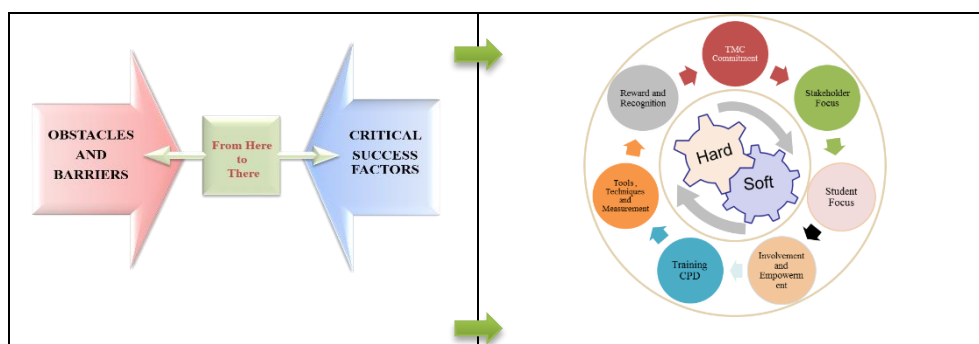 OBSTACLES
AND
BARRIERS
From Here
to
There
CRITICAL
SUCCESS
FACTORS
TMC
Commitment
Stakeholder
Focus
Student
Focus
Involvement
and
Empowerm
ent
Training
CPD
Tools ,
Techniques
and
Measurement
Reward and
Recognition
Hard
Soft